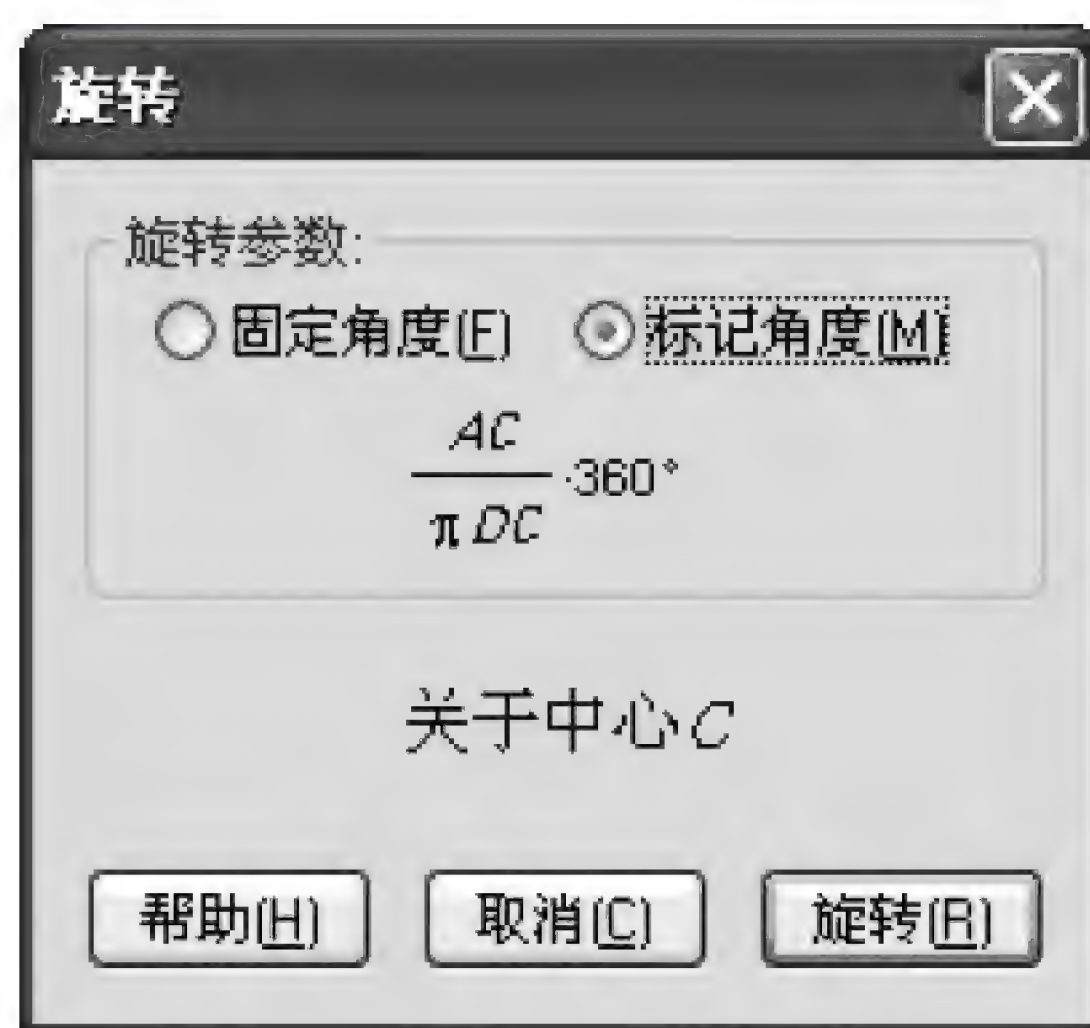 旋转
旋转参数:
固定角度(F) 标记角度(M)
AC
πDC
·360°
关于中心C
帮助(H) 取消(C) 旋转(R)